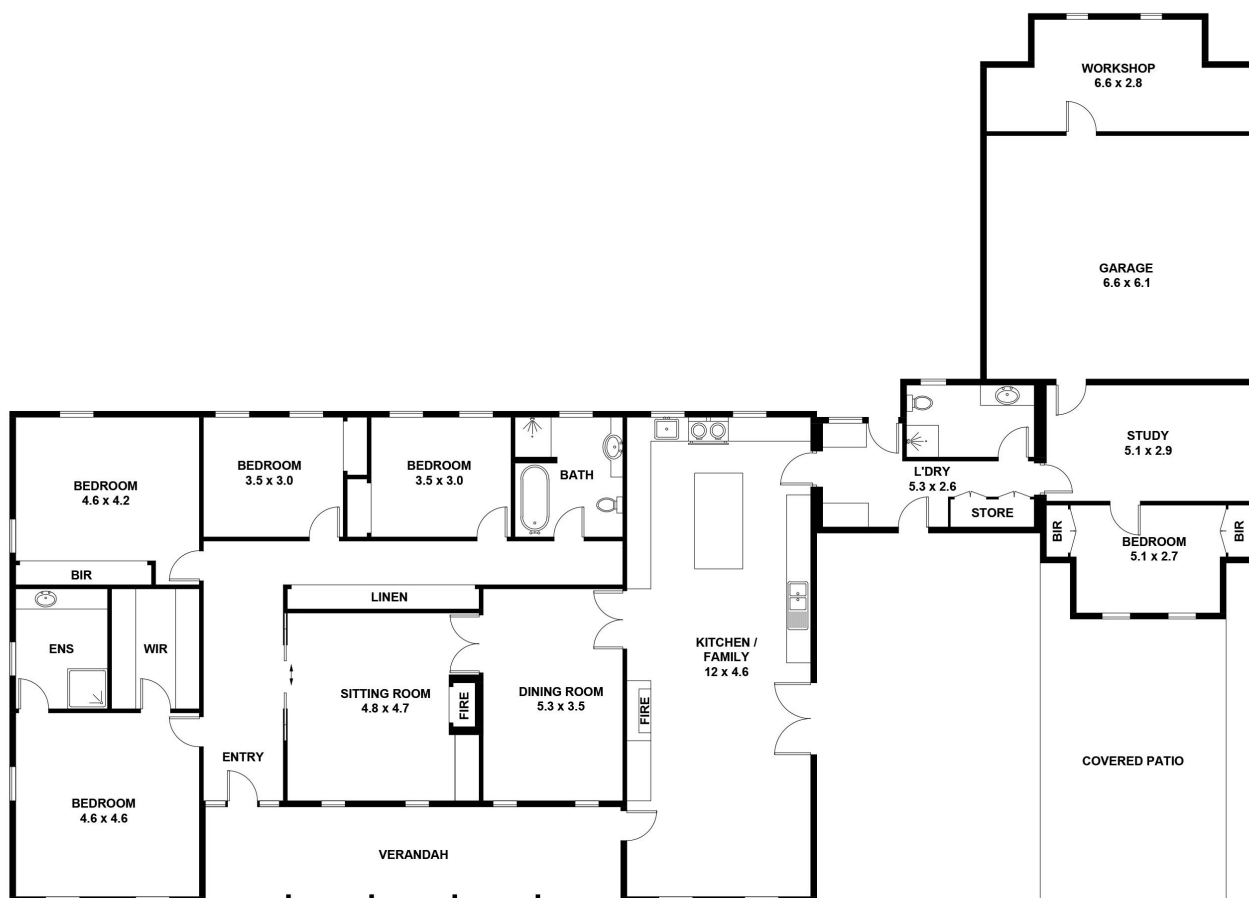 WORKSHOP
6.6 x 2.8
GARAGE
6.6 x 6.1
STUDY
5.1 x 2.9
BEDROOM
4.6 x 4.2
BEDROOM
3.5 x 3.0
BEDROOM
3.5 x 3.0
BATH
L'DRY
5.3 x 2.6
STORE
BIR
BEDROOM
5.1 x 2.7
BIR
BIR
LINEN
ENS
WIR
SITTING ROOM
4.8 x 4.7
FIRE
DINING ROOM
5.3 x 3.5
KITCHEN /
FAMILY
12 x 4.6
FIRE
ENTRY
COVERED PATIO
BEDROOM
4.6 x 4.6
VERANDAH